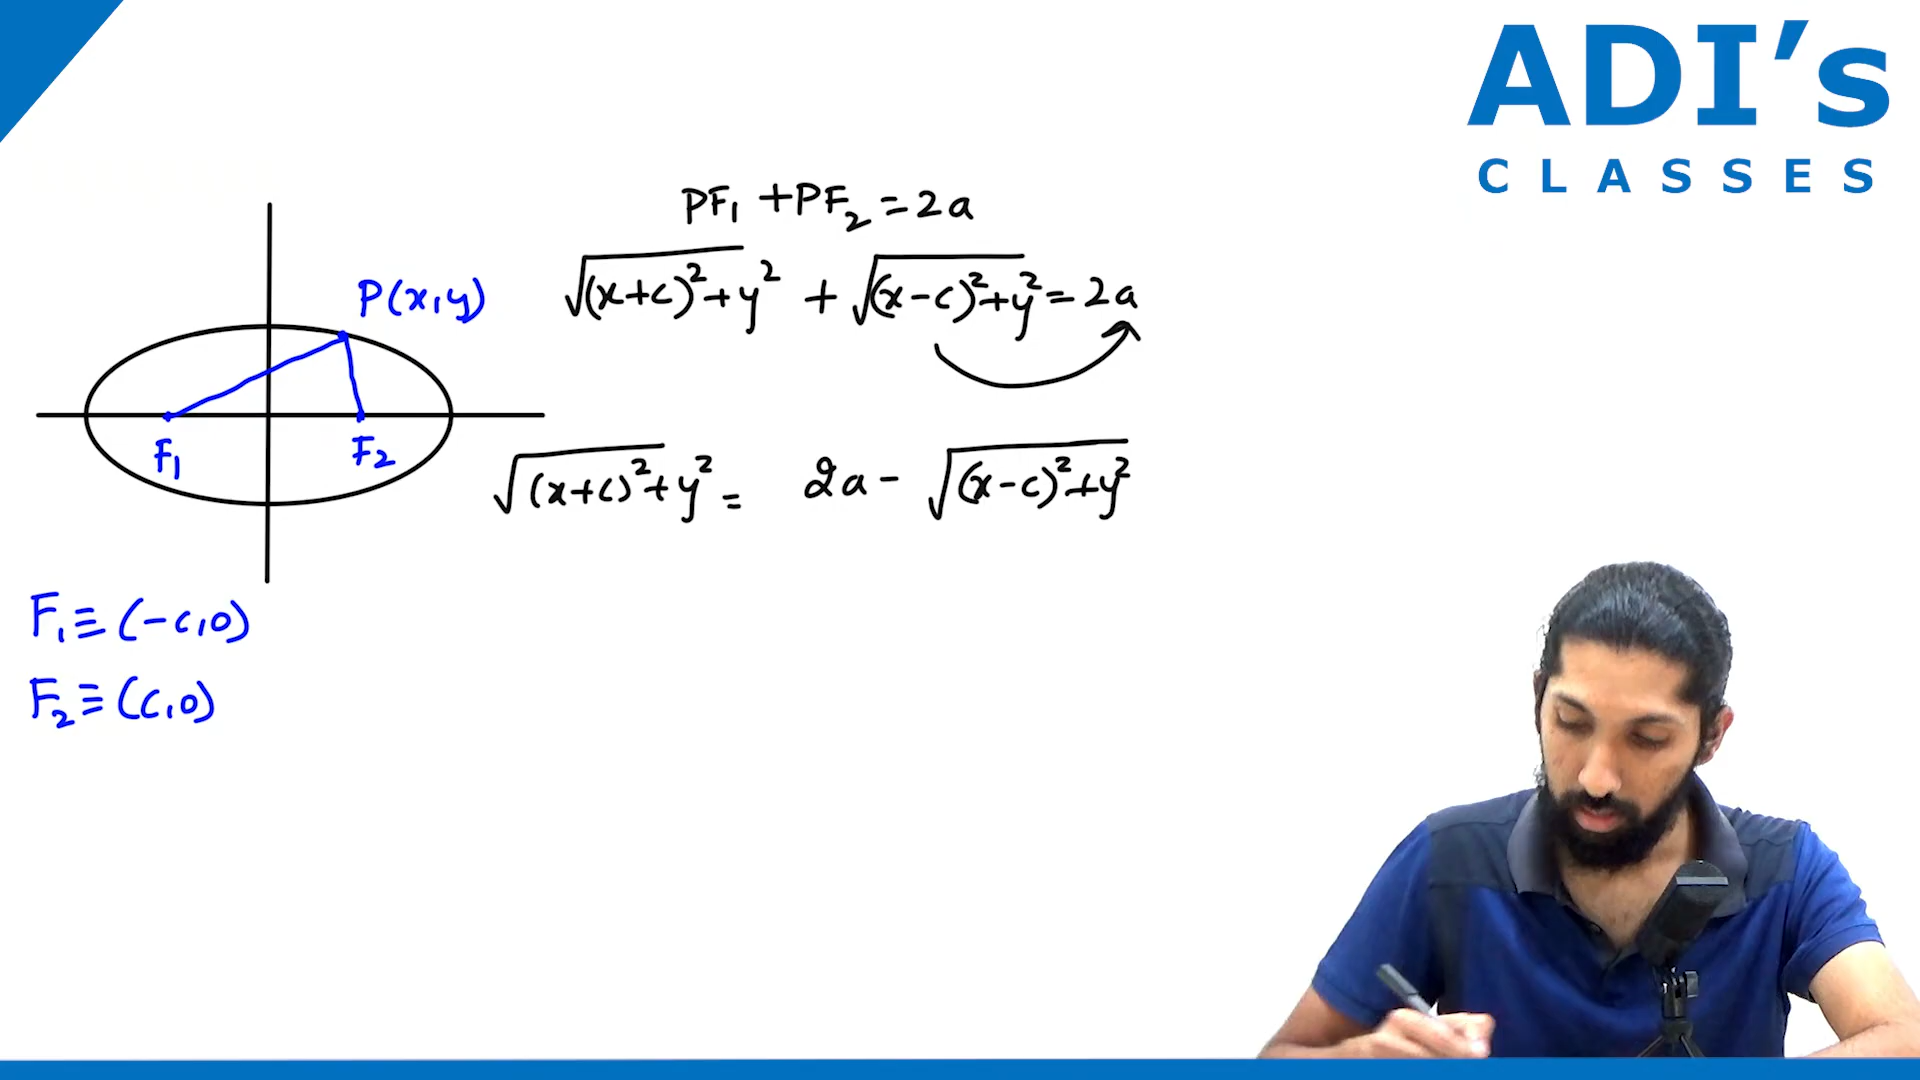 ADI's
CLASSES
PF₁ + PF₂ = 2a
√(x+c)²+y² + √(x-c)²+y² = 2a
P(x,y)
F₁
F₂
√(x+c)²+y² = 2a - √(x-c)²+y²
F₁ ≡ (-c,0)
F₂ ≡ (c,0)